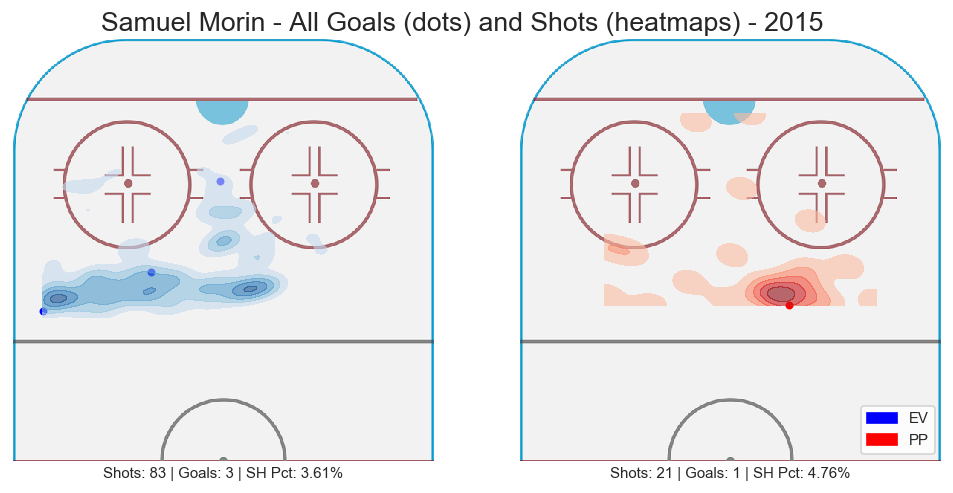 Samuel Morin - All Goals (dots) and Shots (heatmaps) - 2015
EV
PP
Shots: 83 | Goals: 3 | SH Pct: 3.61%
Shots: 21 | Goals: 1 | SH Pct: 4.76%